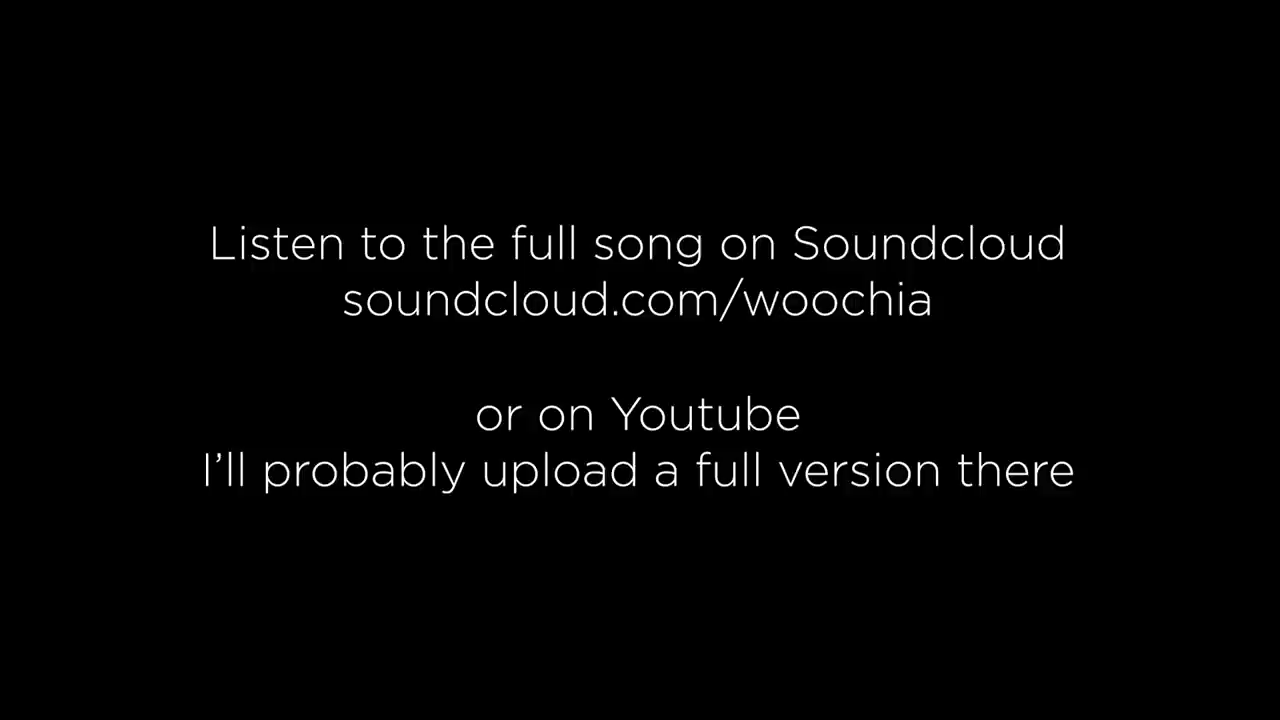 Listen to the full song on Soundcloud
soundcloud.com/woochia
or on Youtube
I’ll probably upload a full version there